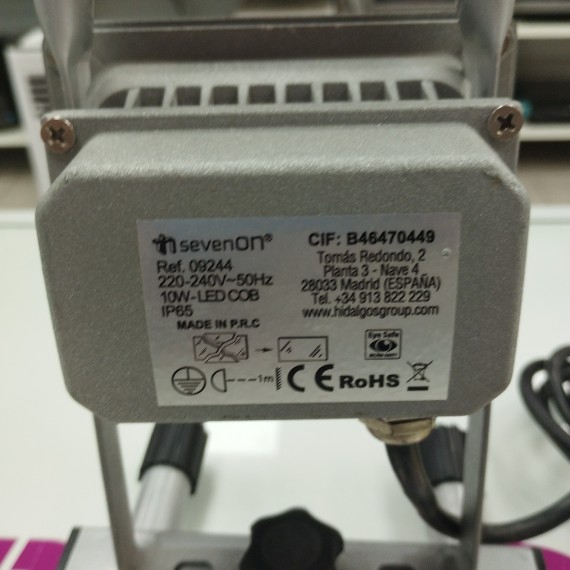 sevenON®
Ref. 09244
220-240V~50Hz
10W-LED COB
IP65
MADE IN P.R.C
CIF: B46470449
Tomás Redondo, 2
Planta 3 - Nave 4
28033 Madrid (ESPAÑA)
Tel. +34 913 822 229
www.hidalgosgroup.com
Eye Safe
1m
CE RoHS